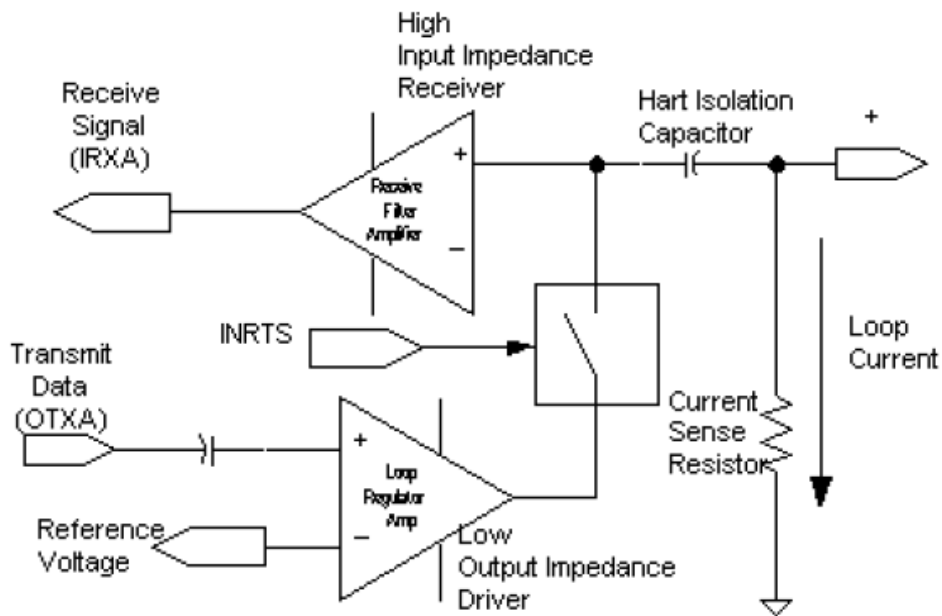 High
Input Impedance
Receiver
Receive
Signal
(IRXA)
Hart Isolation
Capacitor
+
+
Receive
Filter
Amplifier
−
INRTS
Loop
Current
Transmit
Data
(OTXA)
Current
Sense
Resistor
+
Loop
Regulator
Amp
−
Reference
Voltage
Low
Output Impedance
Driver